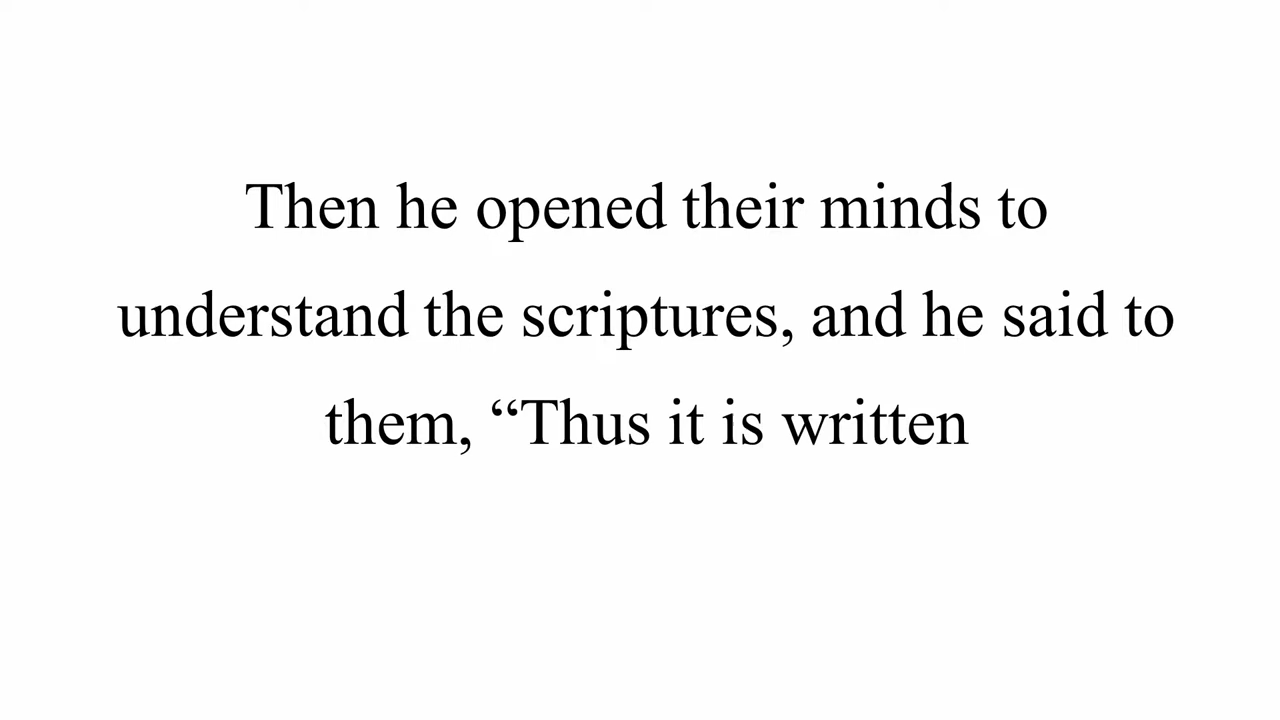 Then he opened their minds to
understand the scriptures, and he said to
them, “Thus it is written